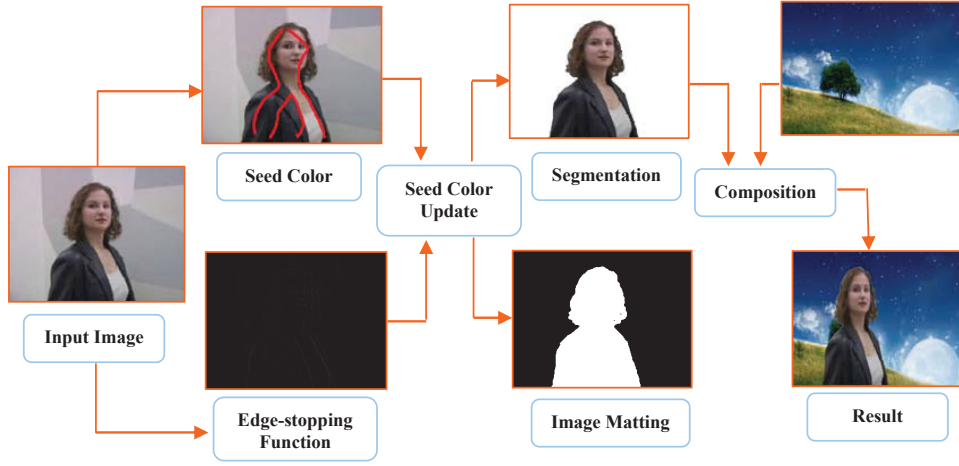 Seed Color
Seed Color
Update
Segmentation
Composition
Input Image
Edge-stopping
Function
Image Matting
Result